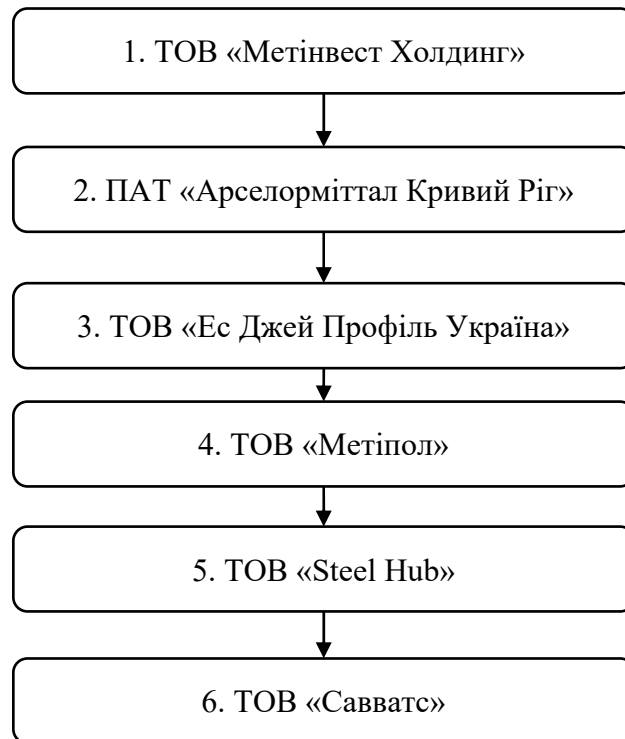 1. ТОВ «Метінвест Холдинг»
2. ПАТ «Арселорміттал Кривий Ріг»
3. ТОВ «Ес Джей Профіль Україна»
4. ТОВ «Метіпол»
5. ТОВ «Steel Hub»
6. ТОВ «Савватс»